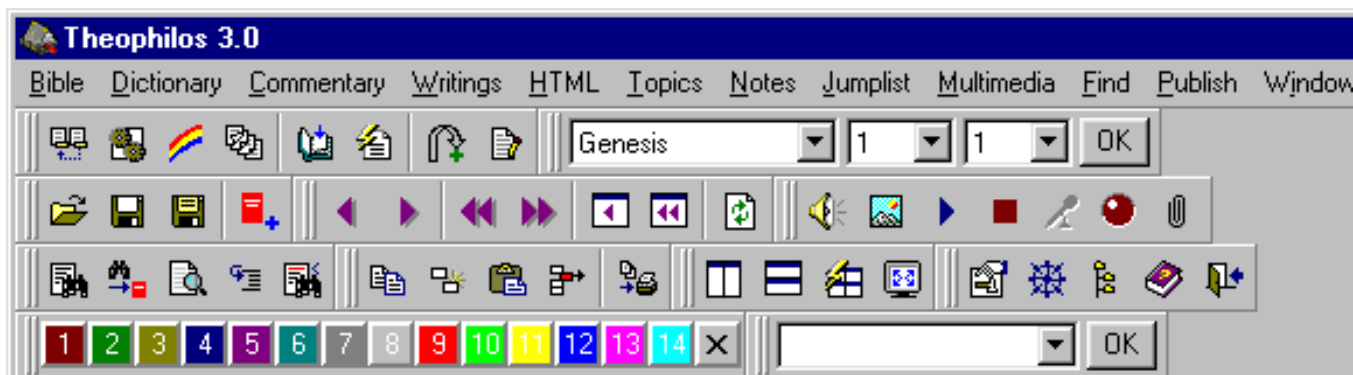 Theophilos 3.0
Bible Dictionary Commentary Writings HTML Topics Notes Jumplist Multimedia Find Publish Window
Genesis 1 1 OK
1 2 3 4 5 6 7 8 9 10 11 12 13 14 X OK